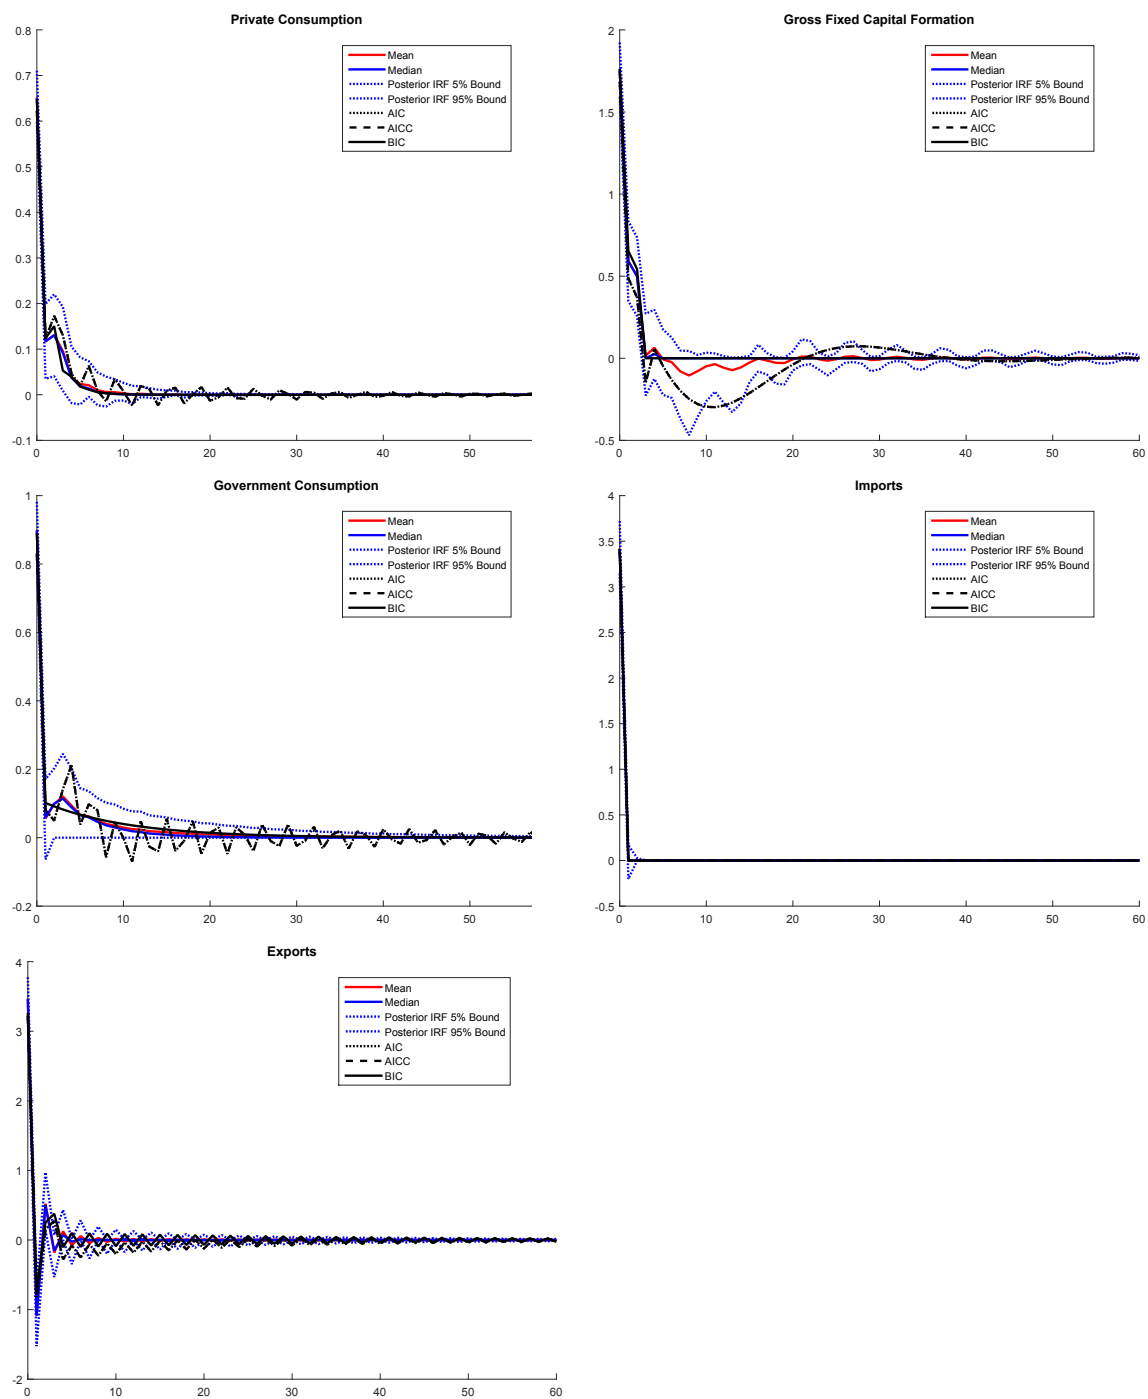 Private Consumption
0.8
0.7
0.6
0.5
0.4
0.3
0.2
0.1
0
-0.1
0 10 20 30 40 50
Mean
Median
Posterior IRF 5% Bound
Posterior IRF 95% Bound
AIC
AICC
BIC
Gross Fixed Capital Formation
2
1.5
1
0.5
0
-0.5
0 10 20 30 40 50 60
Mean
Median
Posterior IRF 5% Bound
Posterior IRF 95% Bound
AIC
AICC
BIC
Government Consumption
1
0.8
0.6
0.4
0.2
0
-0.2
0 10 20 30 40 50
Mean
Median
Posterior IRF 5% Bound
Posterior IRF 95% Bound
AIC
AICC
BIC
Imports
4
3.5
3
2.5
2
1.5
1
0.5
0
-0.5
0 10 20 30 40 50 60
Mean
Median
Posterior IRF 5% Bound
Posterior IRF 95% Bound
AIC
AICC
BIC
Exports
4
3
2
1
0
-1
-2
0 10 20 30 40 50 60
Mean
Median
Posterior IRF 5% Bound
Posterior IRF 95% Bound
AIC
AICC
BIC